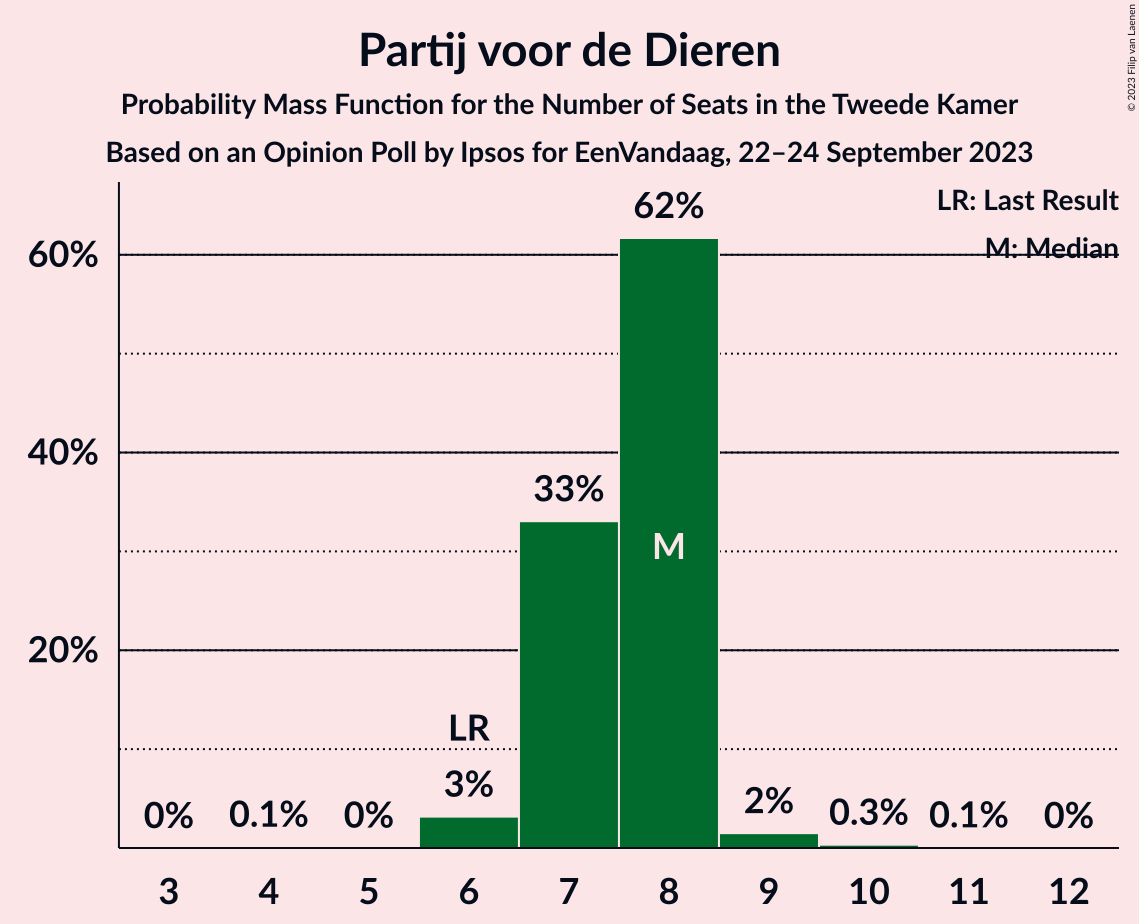 © 2023 Filip van Laenen
Partij voor de Dieren
Probability Mass Function for the Number of Seats in the Tweede Kamer
Based on an Opinion Poll by Ipsos for EenVandaag, 22–24 September 2023
LR: Last Result
M: Median
60%
40%
20%
0%
0.1%
0%
LR
3%
33%
62%
M
2%
0.3%
0.1%
0%
3 4 5 6 7 8 9 10 11 12